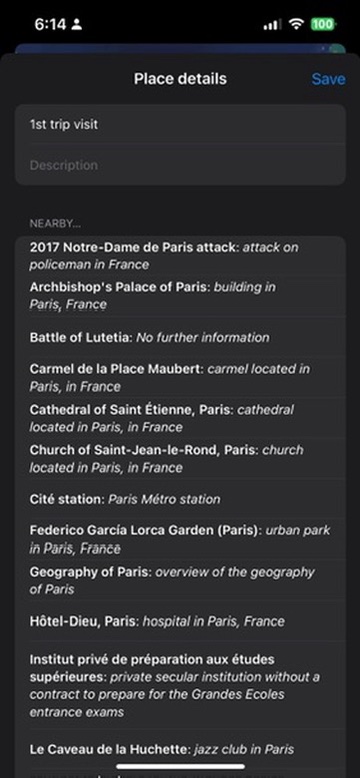 6:14
100
Place details
Save
1st trip visit
Description
NEARBY...
2017 Notre-Dame de Paris attack: attack on
policeman in France
Archbishop's Palace of Paris: building in
Paris, France
Battle of Lutetia: No further information
Carmel de la Place Maubert: carmel located in
Paris, in France
Cathedral of Saint Étienne, Paris: cathedral
located in Paris, in France
Church of Saint-Jean-le-Rond, Paris: church
located in Paris, in France
Cité station: Paris Métro station
Federico García Lorca Garden (Paris): urban park
in Paris, France
Geography of Paris: overview of the geography
of Paris
Hôtel-Dieu, Paris: hospital in Paris, France
Institut privé de préparation aux études
supérieures: private secular institution without a
contract to prepare for the Grandes Ecoles
entrance exams
Le Caveau de la Huchette: jazz club in Paris